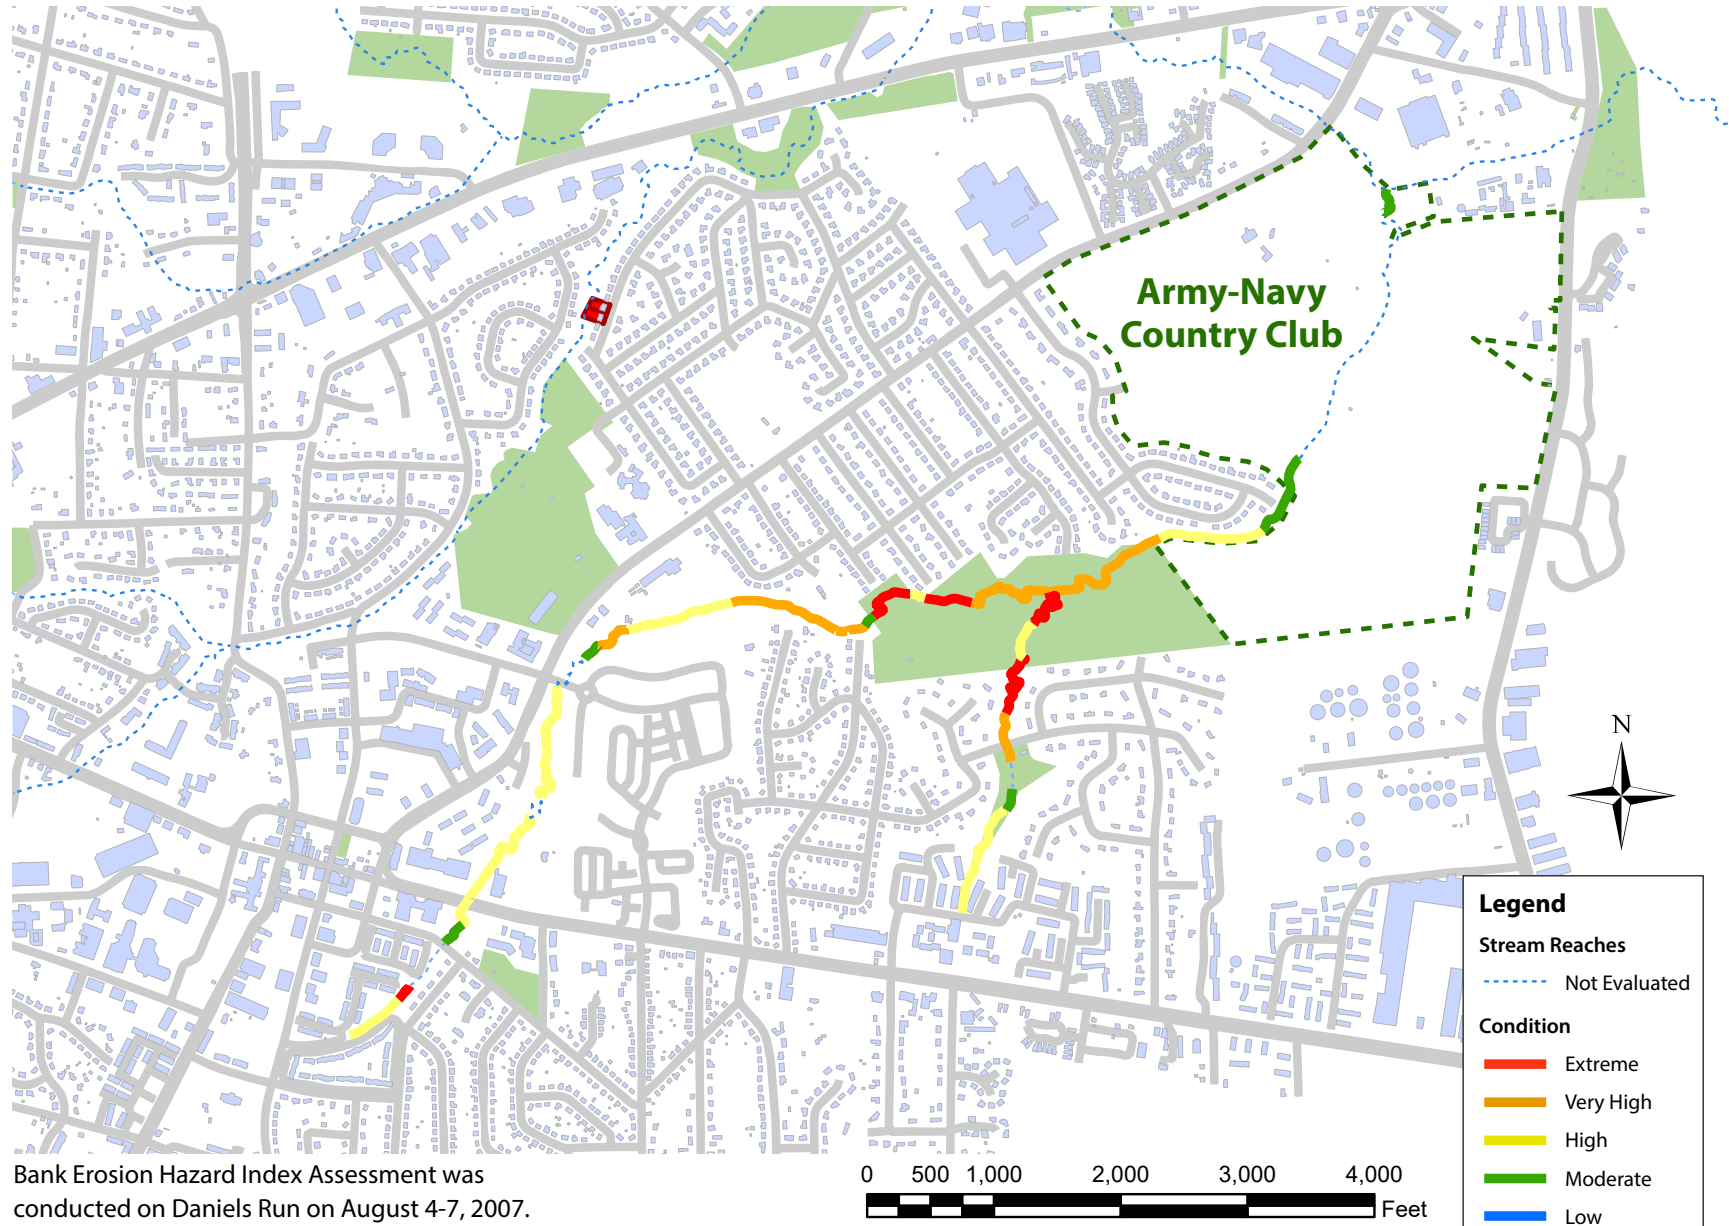 Army-Navy
Country Club
N
Legend
Stream Reaches
Not Evaluated
Condition
Extreme
Very High
High
Moderate
Low
Bank Erosion Hazard Index Assessment was
conducted on Daniels Run on August 4-7, 2007.
0 500 1,000 2,000 3,000 4,000
Feet